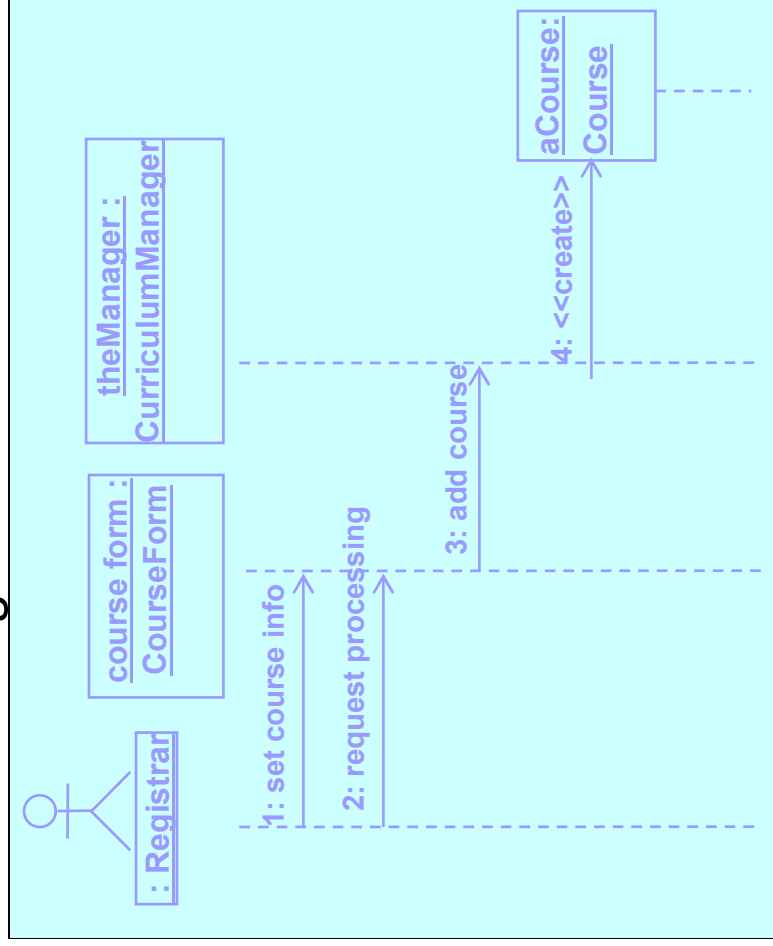 : Registrar
course form :
CourseForm
theManager :
CurriculumManager
aCourse:
Course
1: set course info
2: request processing
3: add course
4: <<create>>